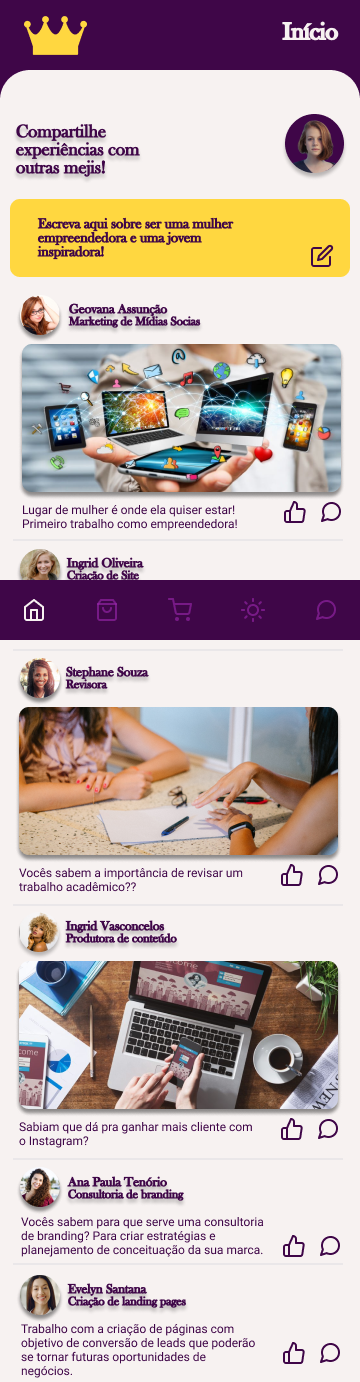 Início
Compartilhe
experiências com
outras mejis!
Escreva aqui sobre ser uma mulher
empreendedora e uma jovem
inspiradora!
Geovana Assunção
Marketing de Mídias Socias
Lugar de mulher é onde ela quiser estar!
Primeiro trabalho como empreendedora!
Ingrid Oliveira
Criação de Site
Stephane Souza
Revisora
Vocês sabem a importância de revisar um
trabalho acadêmico??
Ingrid Vasconcelos
Produtora de conteúdo
Sabiam que dá pra ganhar mais cliente com
o Instagram?
Ana Paula Tenório
Consultoria de branding
Vocês sabem para que serve uma consultoria
de branding? Para criar estratégias e
planejamento de conceituação da sua marca.
Evelyn Santana
Criação de landing pages
Trabalho com a criação de páginas com
objetivo de conversão de leads que poderão
se tornar futuras oportunidades de
negócios.